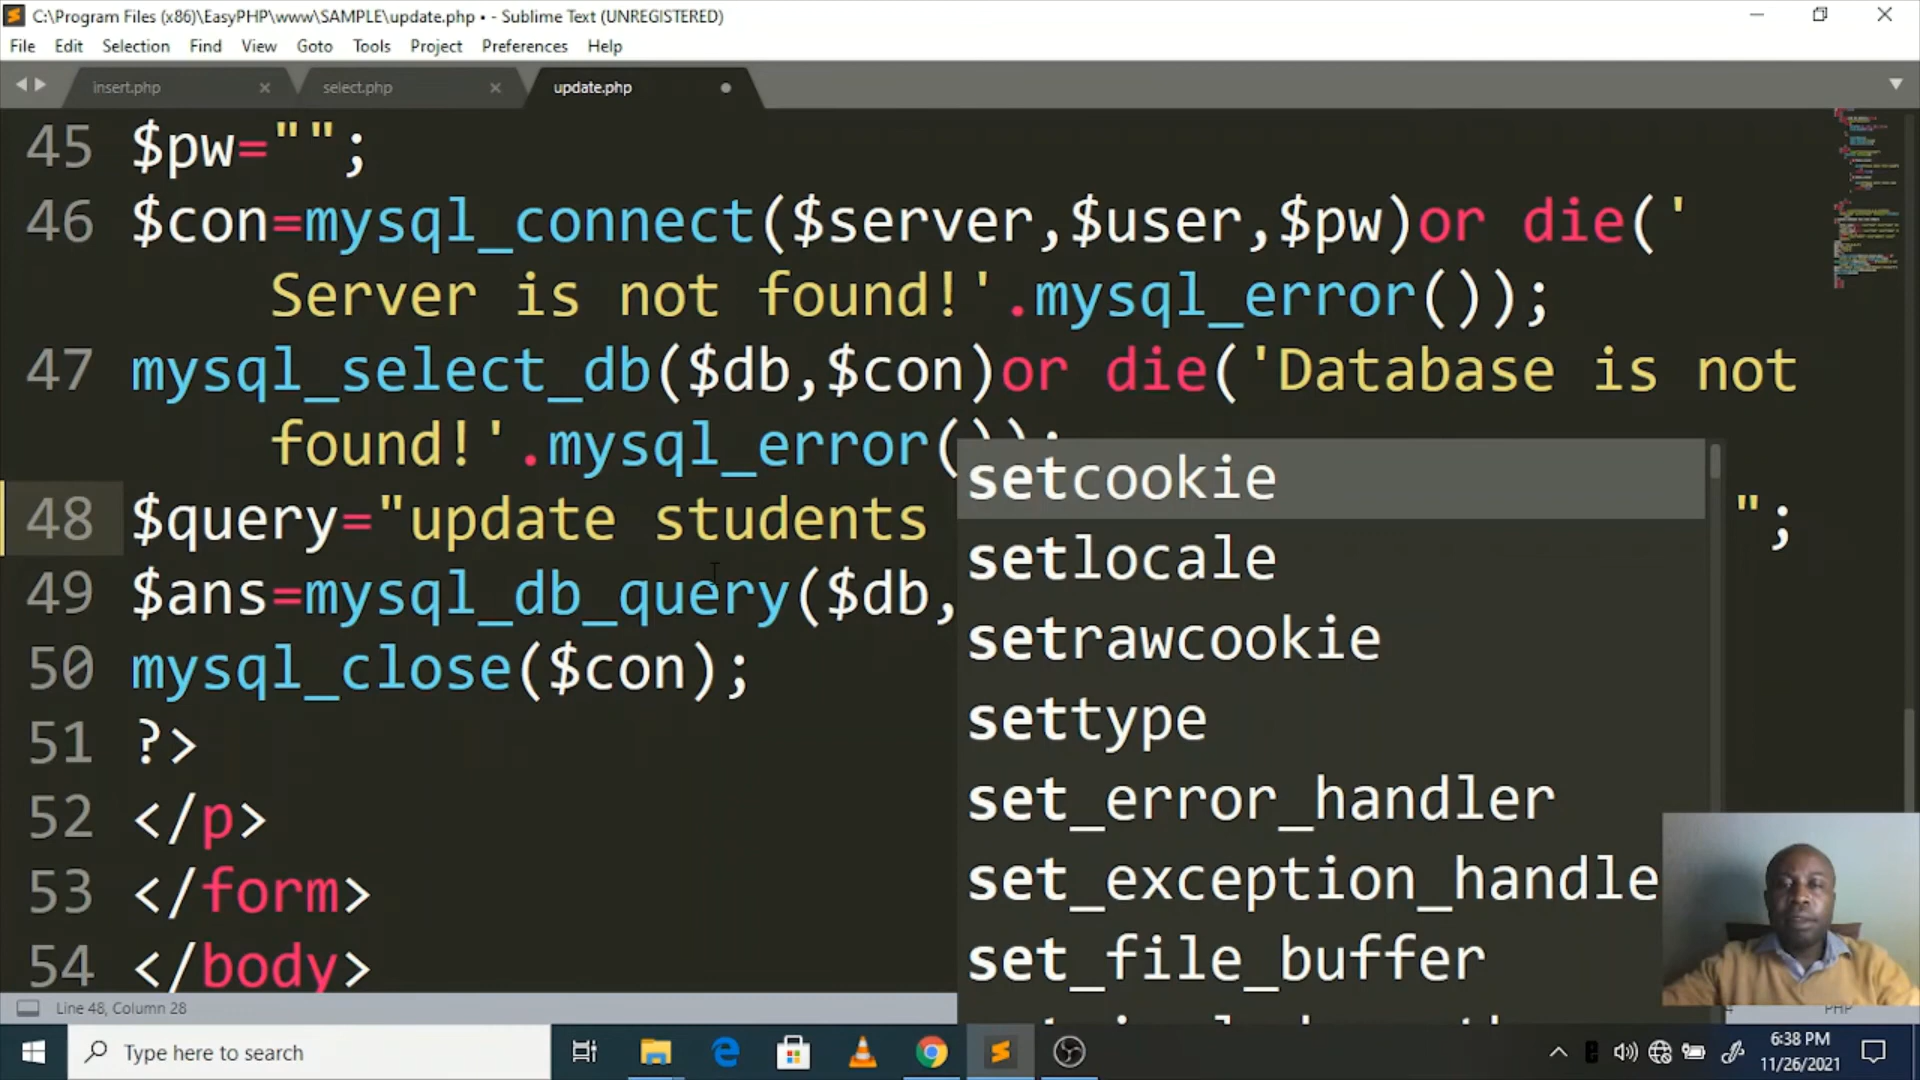 C:\Program Files (x86)\EasyPHP\www\SAMPLE\update.php • - Sublime Text (UNREGISTERED)
File Edit Selection Find View Goto Tools Project Preferences Help
insert.php select.php update.php
45 $pw="";
46 $con=mysql_connect($server,$user,$pw)or die('
Server is not found!'.mysql_error());
47 mysql_select_db($db,$con)or die('Database is not
found!'.mysql_error());
48 $query="update students ";
49 $ans=mysql_db_query($db,
50 mysql_close($con);
51 ?>
52 </p>
53 </form>
54 </body>
setcookie
setlocale
setrawcookie
settype
set_error_handler
set_exception_handle
set_file_buffer
Line 48, Column 28
PHP
Type here to search
6:38 PM
11/26/2021